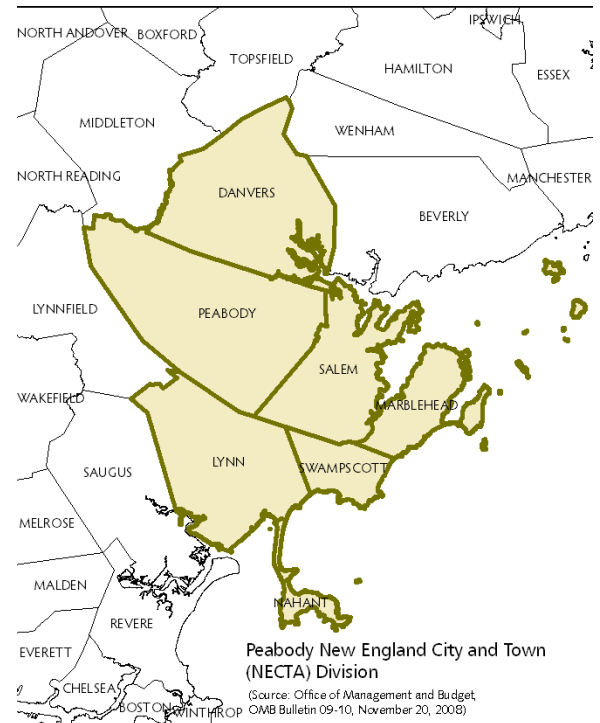 IPSWICH
NORTH ANDOVER
BOXFORD
TOPSFIELD
HAMILTON
ESSEX
MIDDLETON
WENHAM
NORTH READING
MANCHESTER
DANVERS
BEVERLY
LYNNFIELD
PEABODY
SALEM
WAKEFIELD
MARBLEHEAD
LYNN
SWAMPSCOTT
SAUGUS
MELROSE
MALDEN
NAHANT
REVERE
EVERETT
CHELSEA
BOSTON
WINTHROP
Peabody New England City and Town
(NECTA) Division
(Source: Office of Management and Budget,
OMB Bulletin 09-10, November 20, 2008)